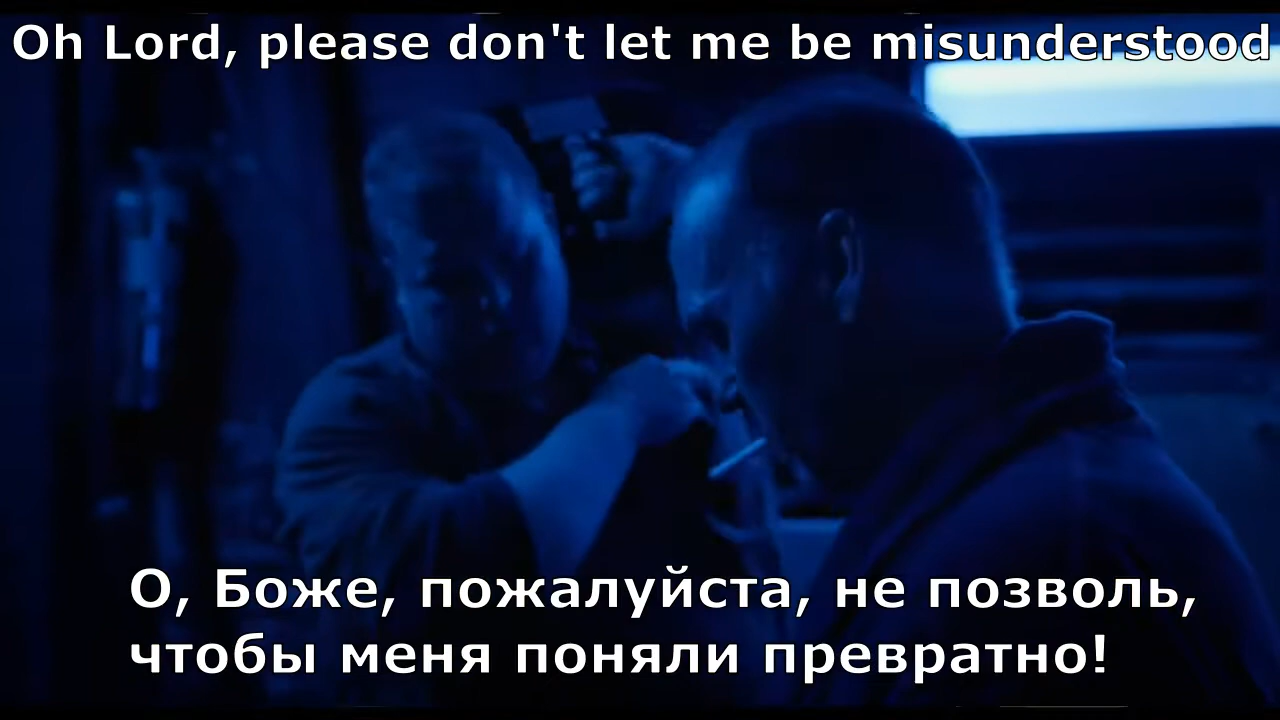 Oh Lord, please don't let me be misunderstood
О, Боже, пожалуйста, не позволь,
чтобы меня поняли превратно!